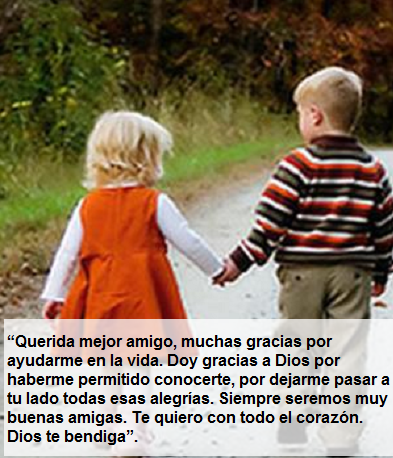 “Querida mejor amigo, muchas gracias por
ayudarme en la vida. Doy gracias a Dios por
haberme permitido conocerte, por dejarme pasar a
tu lado todas esas alegrías. Siempre seremos muy
buenas amigas. Te quiero con todo el corazón.
Dios te bendiga”.